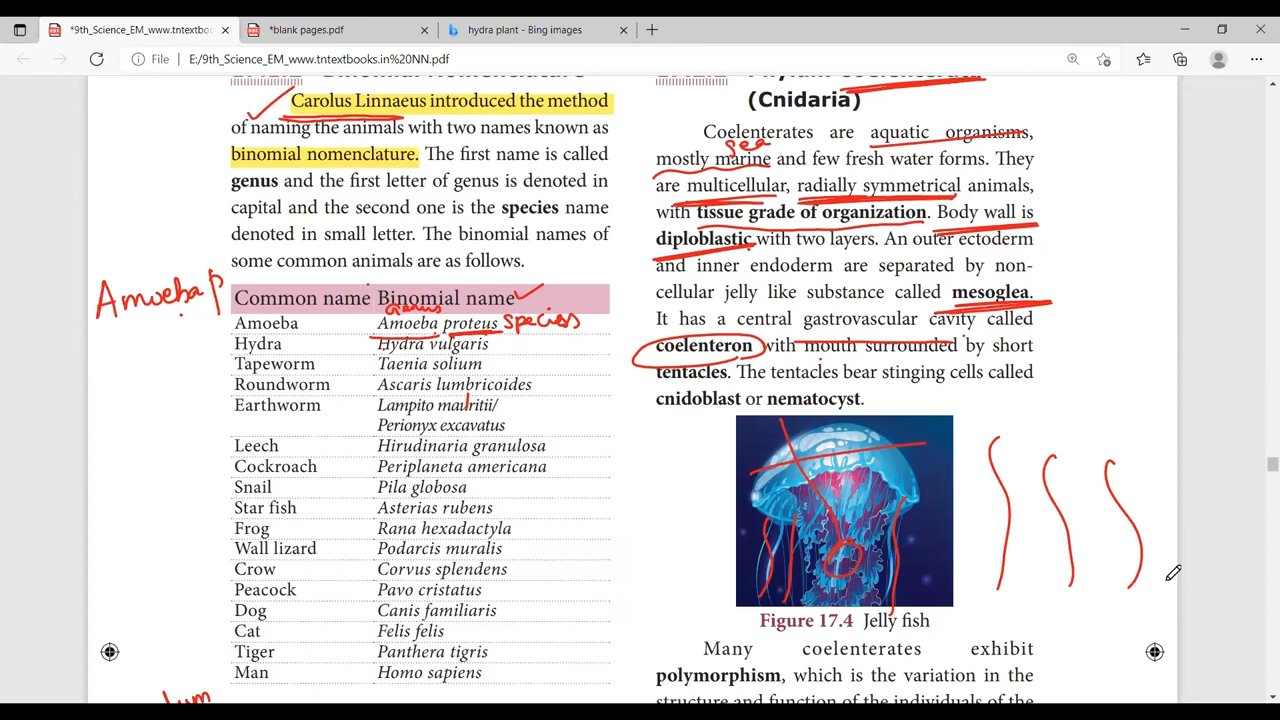 *9th_Science_EM_www.tntextboo
*blank pages.pdf
hydra plant - Bing images
File
E:/9th_Science_EM_www.tntextbooks.in%20NN.pdf
Binomial Nomenclature
Carolus Linnaeus introduced the method
of naming the animals with two names known as
binomial nomenclature. The first name is called
genus and the first letter of genus is denoted in
capital and the second one is the species name
denoted in small letter. The binomial names of
some common animals are as follows.
Amoeba P
Common name Binomial name
genus
Amoeba Amoeba proteus species
Hydra Hydra vulgaris
Tapeworm Taenia solium
Roundworm Ascaris lumbricoides
Earthworm Lampito mauritii/
Perionyx excavatus
Leech Hirudinaria granulosa
Cockroach Periplaneta americana
Snail Pila globosa
Star fish Asterias rubens
Frog Rana hexadactyla
Wall lizard Podarcis muralis
Crow Corvus splendens
Peacock Pavo cristatus
Dog Canis familiaris
Cat Felis felis
Tiger Panthera tigris
Man Homo sapiens
Phylum Coelenterata
(Cnidaria)
Coelenterates are aquatic organisms,
sea
mostly marine and few fresh water forms. They
are multicellular, radially symmetrical animals,
with tissue grade of organization. Body wall is
diploblastic with two layers. An outer ectoderm
and inner endoderm are separated by non-
cellular jelly like substance called mesoglea.
It has a central gastrovascular cavity called
coelenteron with mouth surrounded by short
tentacles. The tentacles bear stinging cells called
cnidoblast or nematocyst.
Figure 17.4 Jelly fish
Many coelenterates exhibit
polymorphism, which is the variation in the
structure and function of the individuals of the